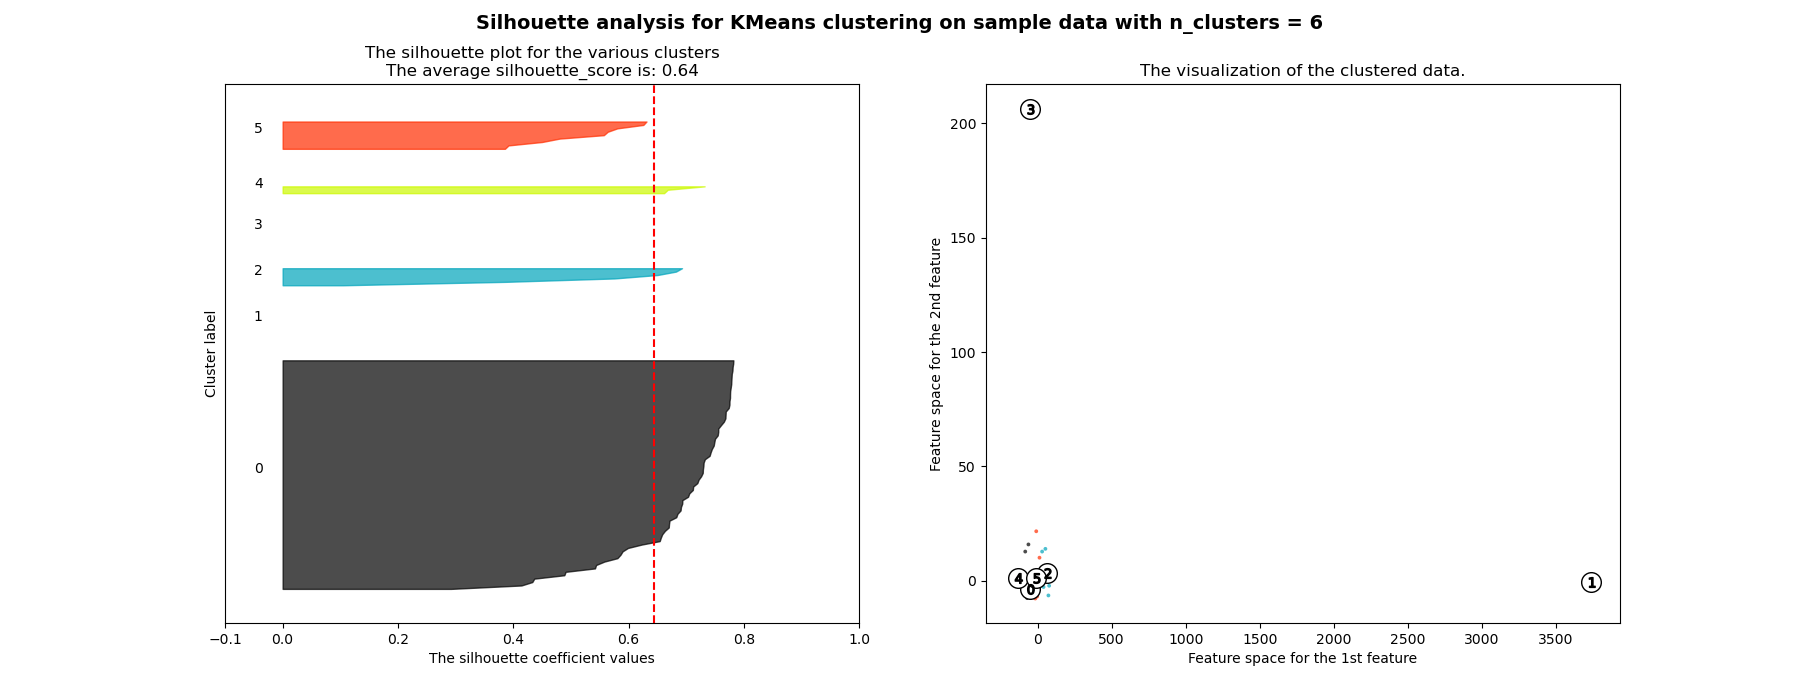 Silhouette analysis for KMeans clustering on sample data with n_clusters = 6
The silhouette plot for the various clusters
The average silhouette_score is: 0.64
5
4
3
2
1
0
Cluster label
−0.1 0.0 0.2 0.4 0.6 0.8 1.0
The silhouette coefficient values
The visualization of the clustered data.
200
150
100
50
0
Feature space for the 2nd feature
3
4 5 2
0
1
0 500 1000 1500 2000 2500 3000 3500
Feature space for the 1st feature